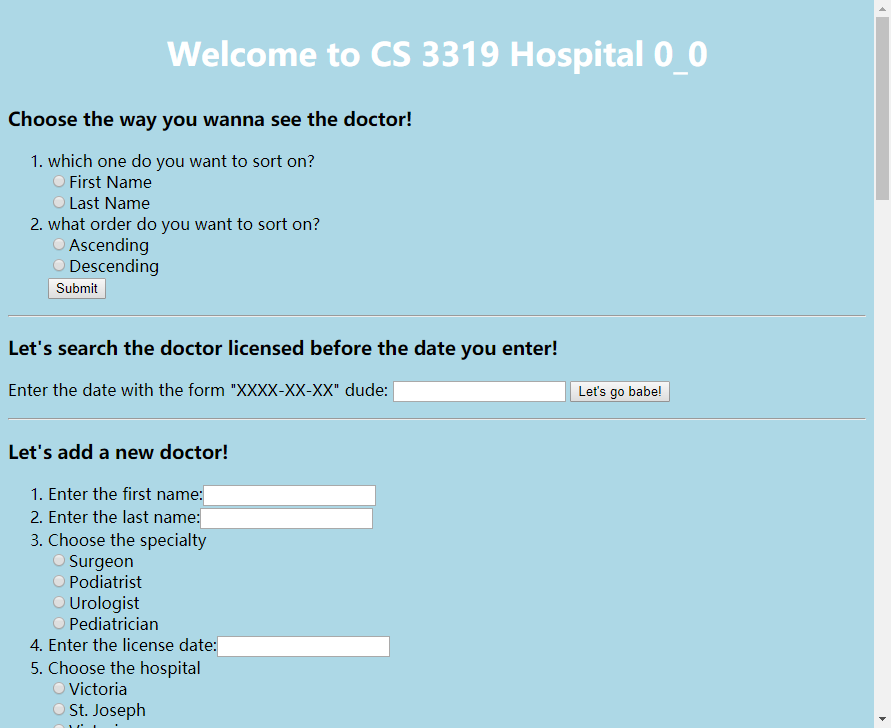 Welcome to CS 3319 Hospital 0_0
Choose the way you wanna see the doctor!
1. which one do you want to sort on?
First Name
Last Name
2. what order do you want to sort on?
Ascending
Descending
Submit
Let's search the doctor licensed before the date you enter!
Enter the date with the form "XXXX-XX-XX" dude: Let's go babe!
Let's add a new doctor!
1. Enter the first name:
2. Enter the last name:
3. Choose the specialty
Surgeon
Podiatrist
Urologist
Pediatrician
4. Enter the license date:
5. Choose the hospital
Victoria
St. Joseph